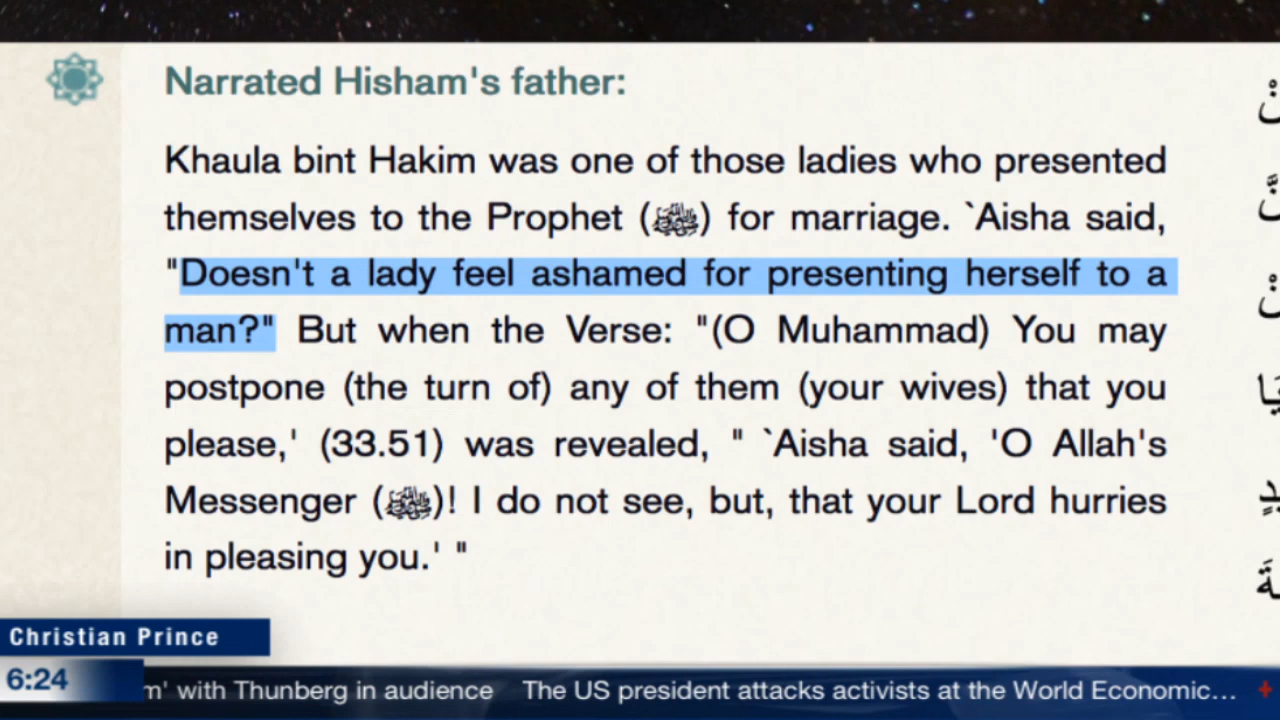 Narrated Hisham's father:
Khaula bint Hakim was one of those ladies who presented
themselves to the Prophet (ﷺ) for marriage. `Aisha said,
"Doesn't a lady feel ashamed for presenting herself to a
man?" But when the Verse: "(O Muhammad) You may
postpone (the turn of) any of them (your wives) that you
please,' (33.51) was revealed, " `Aisha said, 'O Allah's
Messenger (ﷺ)! I do not see, but, that your Lord hurries
in pleasing you.' "
Christian Prince
6:24
m' with Thunberg in audience The US president attacks activists at the World Economic...